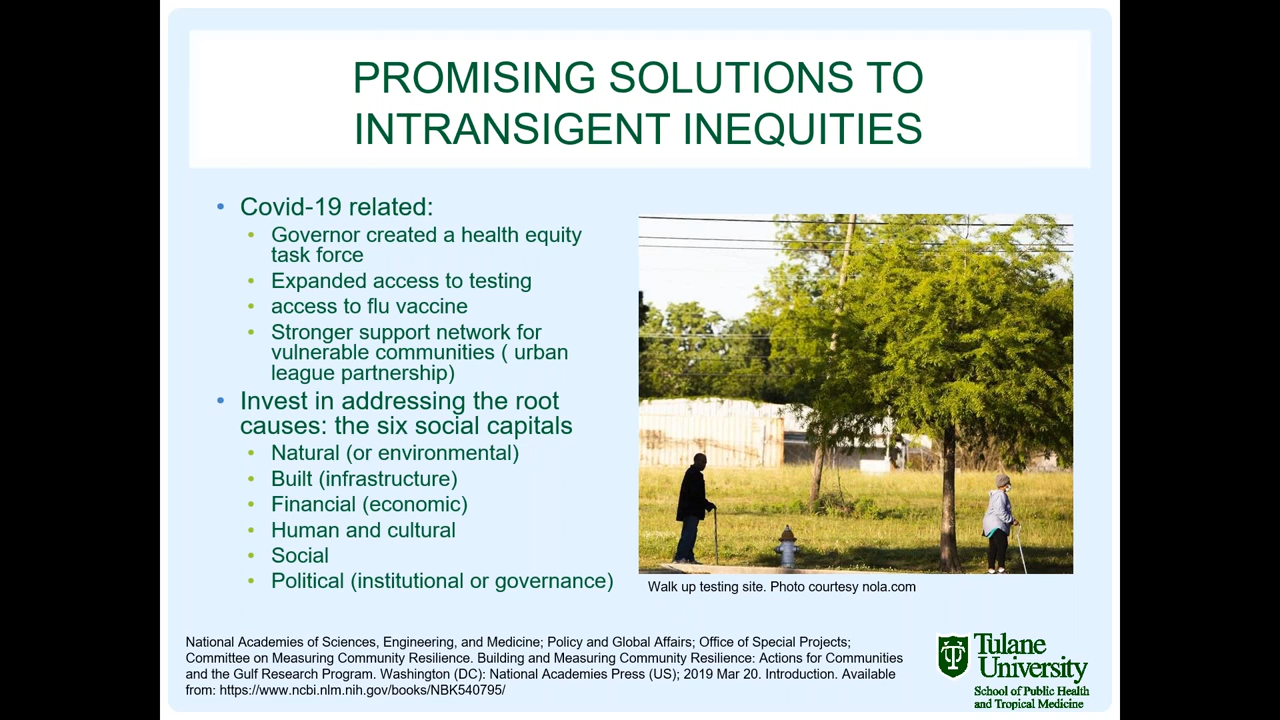 PROMISING SOLUTIONS TO
INTRANSIGENT INEQUITIES
• Covid-19 related:
• Governor created a health equity
task force
• Expanded access to testing
• access to flu vaccine
• Stronger support network for
vulnerable communities ( urban
league partnership)
• Invest in addressing the root
causes: the six social capitals
• Natural (or environmental)
• Built (infrastructure)
• Financial (economic)
• Human and cultural
• Social
• Political (institutional or governance)
Walk up testing site. Photo courtesy nola.com
National Academies of Sciences, Engineering, and Medicine; Policy and Global Affairs; Office of Special Projects;
Committee on Measuring Community Resilience. Building and Measuring Community Resilience: Actions for Communities
and the Gulf Research Program. Washington (DC): National Academies Press (US); 2019 Mar 20. Introduction. Available
from: https://www.ncbi.nlm.nih.gov/books/NBK540795/
Tulane
University
School of Public Health
and Tropical Medicine